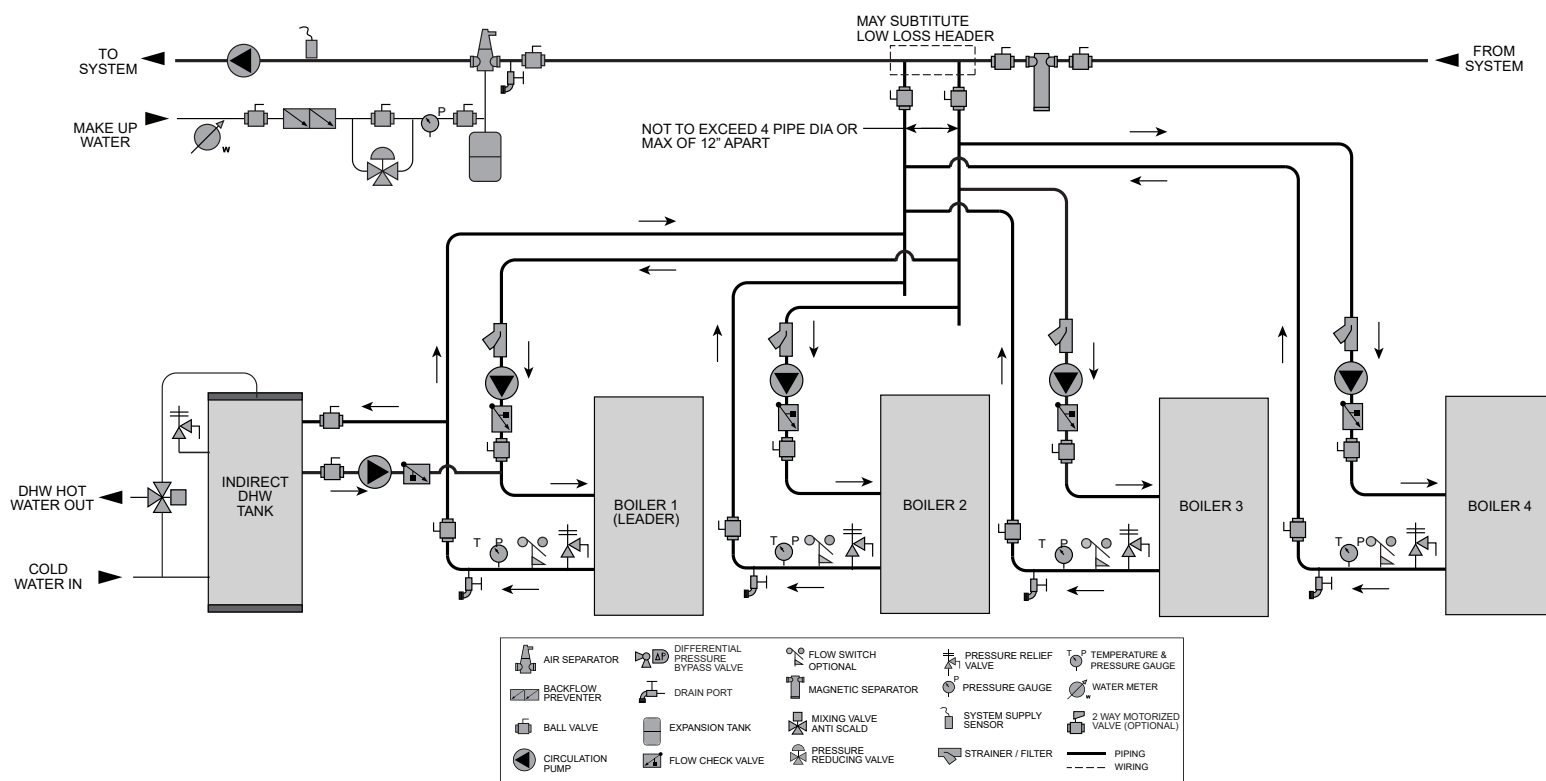 MAY SUBTITUTE
LOW LOSS HEADER
TO
SYSTEM
FROM
SYSTEM
P
MAKE UP
WATER
w
NOT TO EXCEED 4 PIPE DIA OR
MAX OF 12” APART
INDIRECT
DHW
TANK
DHW HOT
WATER OUT
COLD
WATER IN
BOILER 1
(LEADER)
BOILER 2
BOILER 3
BOILER 4
T P
T P
T P
T P
AIR SEPARATOR
DIFFERENTIAL
PRESSURE
BYPASS VALVE
ΔP
FLOW SWITCH
OPTIONAL
PRESSURE RELIEF
VALVE
T P
TEMPERATURE &
PRESSURE GAUGE
BACKFLOW
PREVENTER
DRAIN PORT
MAGNETIC SEPARATOR
P
PRESSURE GAUGE
w
WATER METER
BALL VALVE
EXPANSION TANK
MIXING VALVE
ANTI SCALD
SYSTEM SUPPLY
SENSOR
2 WAY MOTORIZED
VALVE (OPTIONAL)
CIRCULATION
PUMP
FLOW CHECK VALVE
PRESSURE
REDUCING VALVE
STRAINER / FILTER
PIPING
WIRING